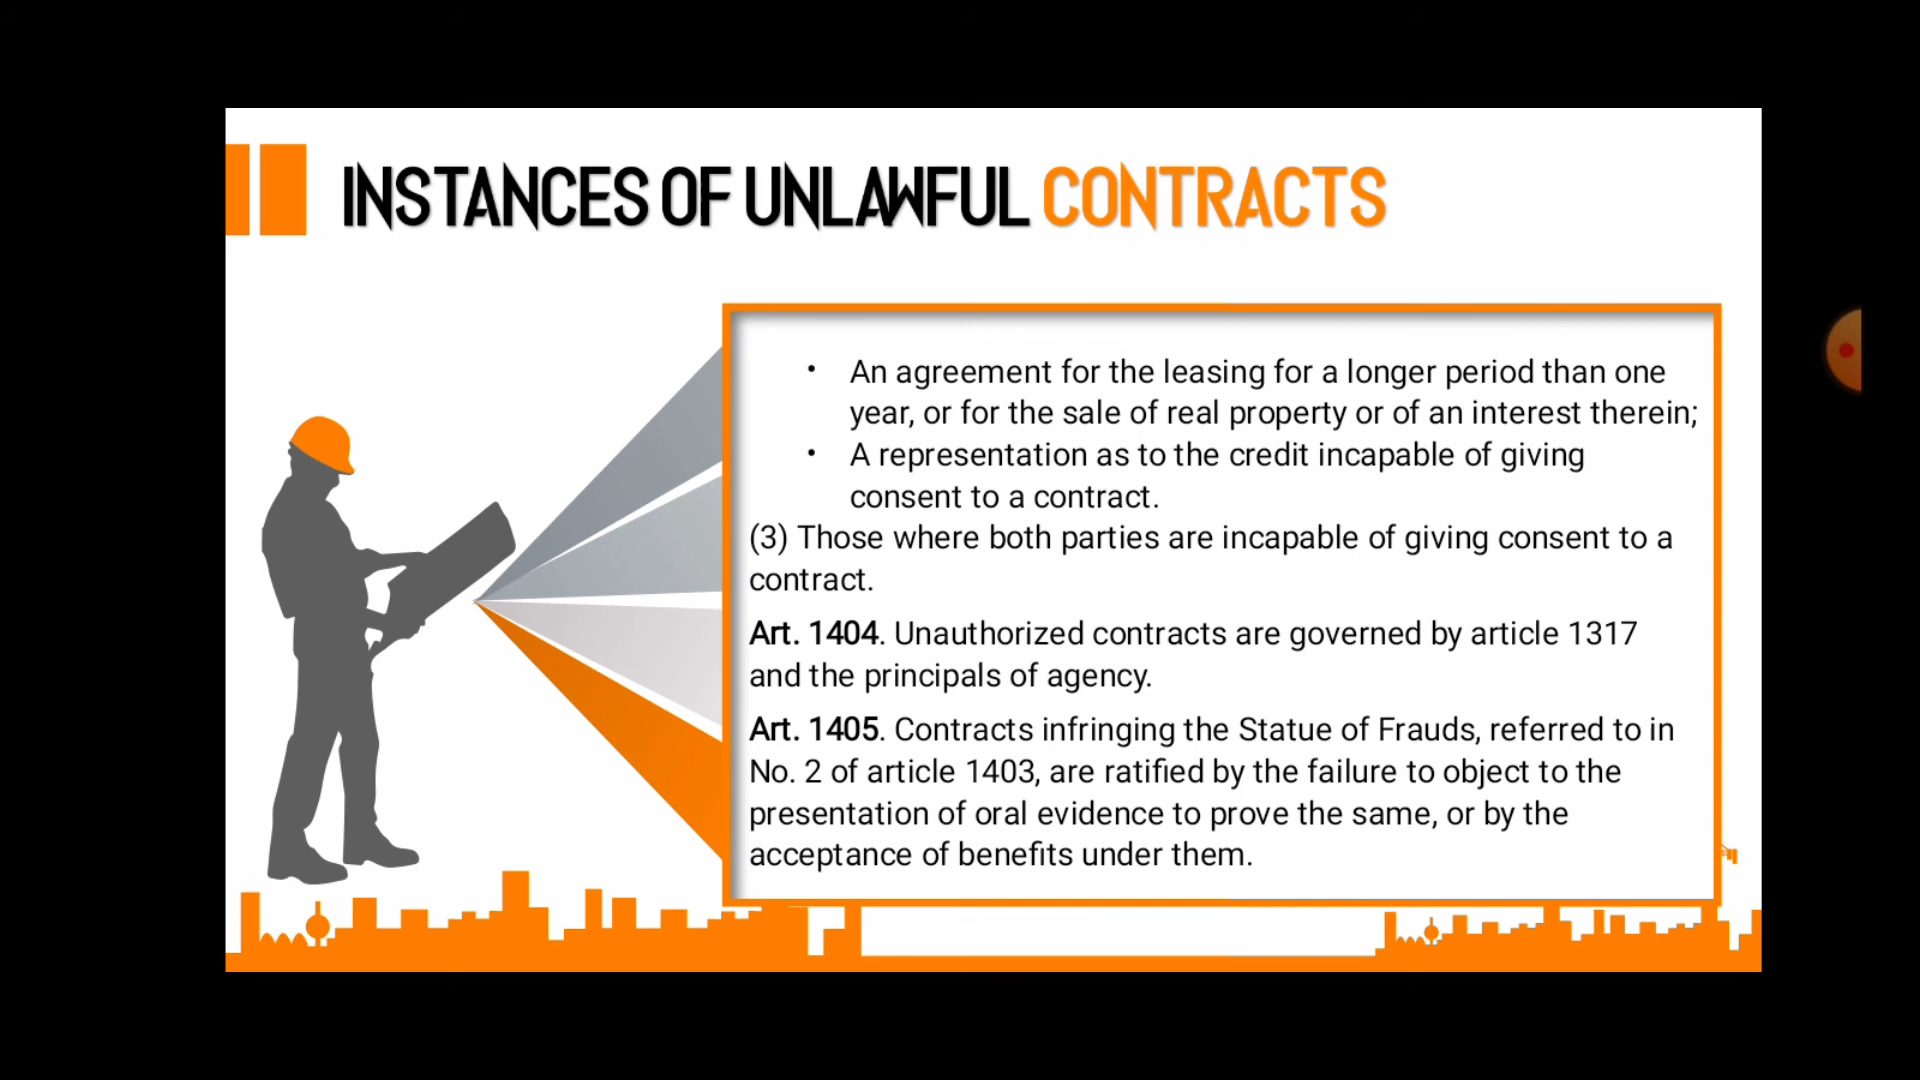 INSTANCES OF UNLAWFUL CONTRACTS
• An agreement for the leasing for a longer period than one
year, or for the sale of real property or of an interest therein;
• A representation as to the credit incapable of giving
consent to a contract.
(3) Those where both parties are incapable of giving consent to a
contract.
Art. 1404. Unauthorized contracts are governed by article 1317
and the principals of agency.
Art. 1405. Contracts infringing the Statue of Frauds, referred to in
No. 2 of article 1403, are ratified by the failure to object to the
presentation of oral evidence to prove the same, or by the
acceptance of benefits under them.